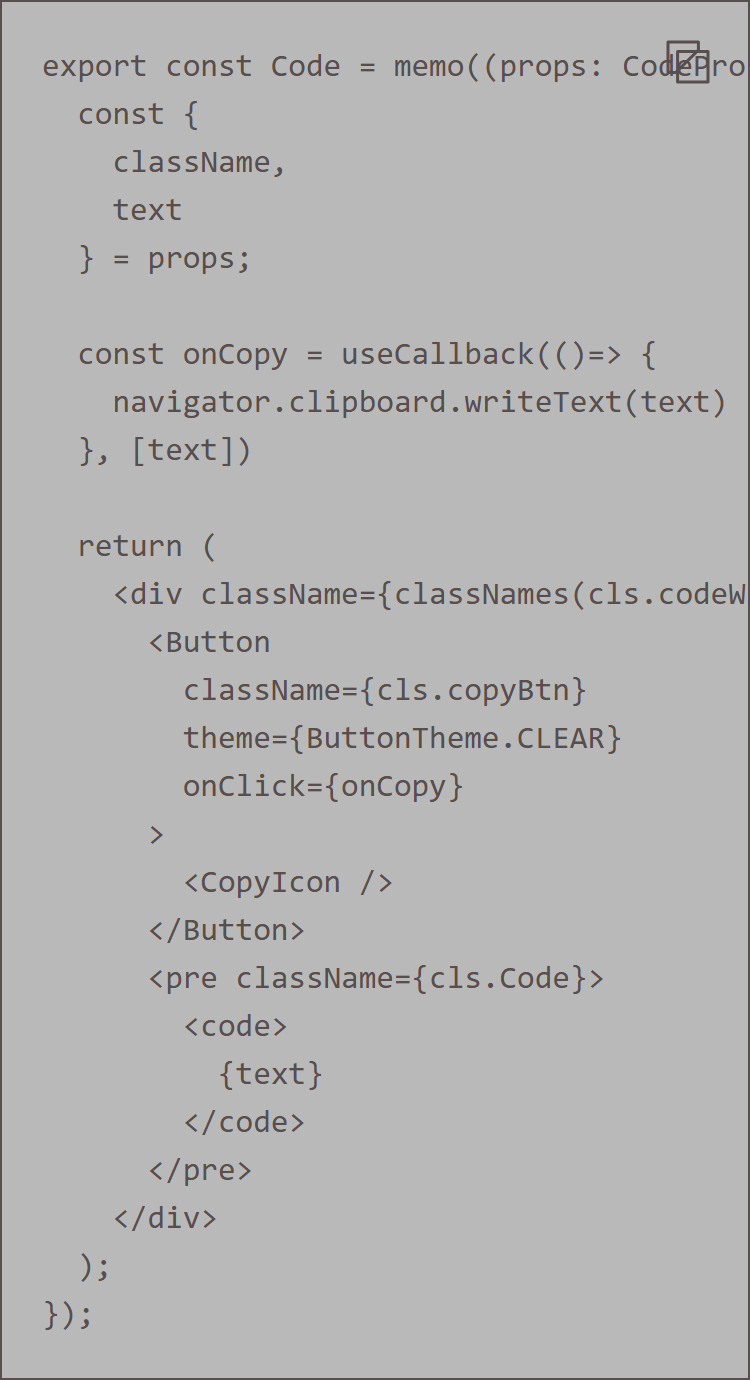 export const Code = memo((props: CodePro
const {
className,
text
} = props;
const onCopy = useCallback(()=> {
navigator.clipboard.writeText(text)
}, [text])
return (
<div className={classNames(cls.codeW
<Button
className={cls.copyBtn}
theme={ButtonTheme.CLEAR}
onClick={onCopy}
>
<CopyIcon />
</Button>
<pre className={cls.Code}>
<code>
{text}
</code>
</pre>
</div>
);
});